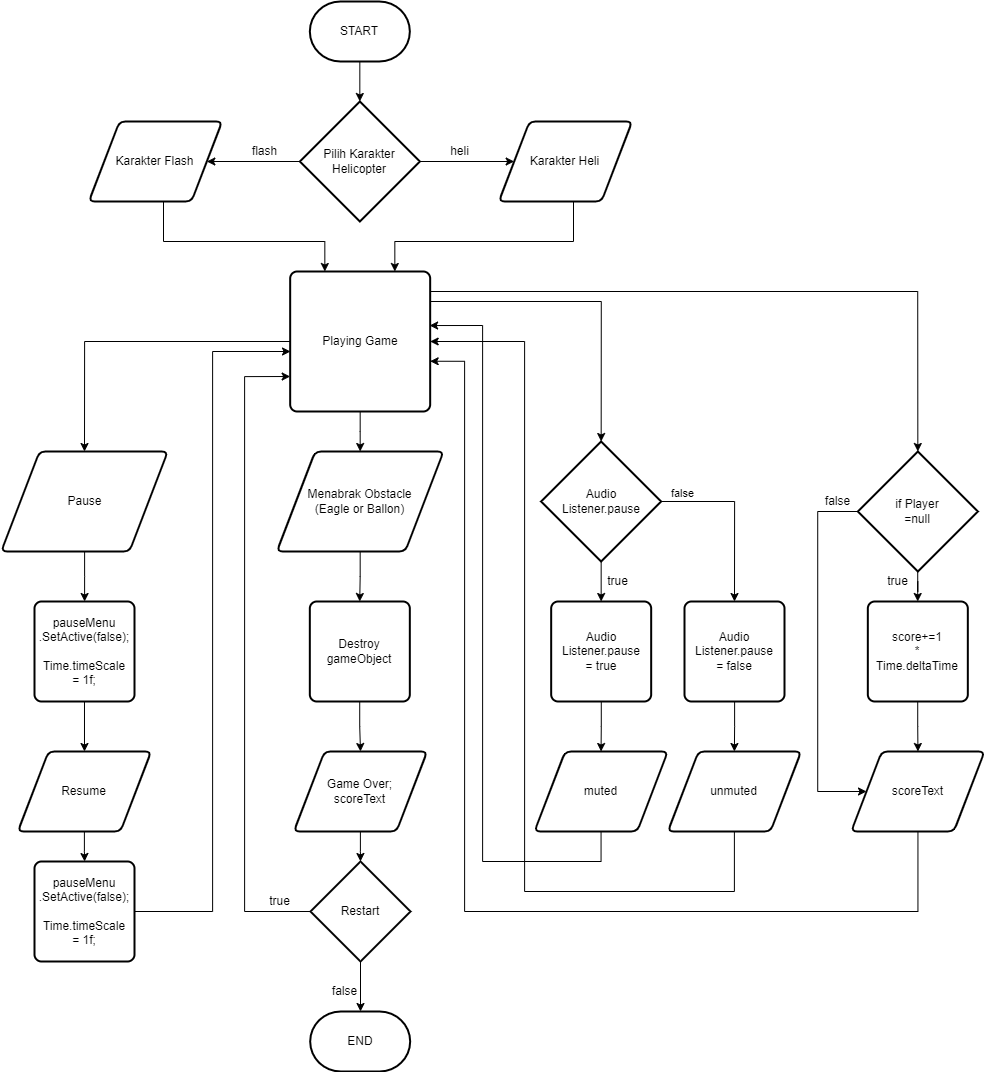 START
Pilih Karakter
Helicopter
flash
heli
Karakter Flash
Karakter Heli
Playing Game
Pause
pauseMenu
.SetActive(false);
Time.timeScale
= 1f;
Resume
pauseMenu
.SetActive(false);
Time.timeScale
= 1f;
Menabrak Obstacle
(Eagle or Ballon)
Destroy
gameObject
Game Over;
scoreText
Restart
true
false
END
Audio
Listener.pause
false
true
Audio
Listener.pause
= true
Audio
Listener.pause
= false
muted
unmuted
if Player
=null
false
true
score+=1
*
Time.deltaTime
scoreText